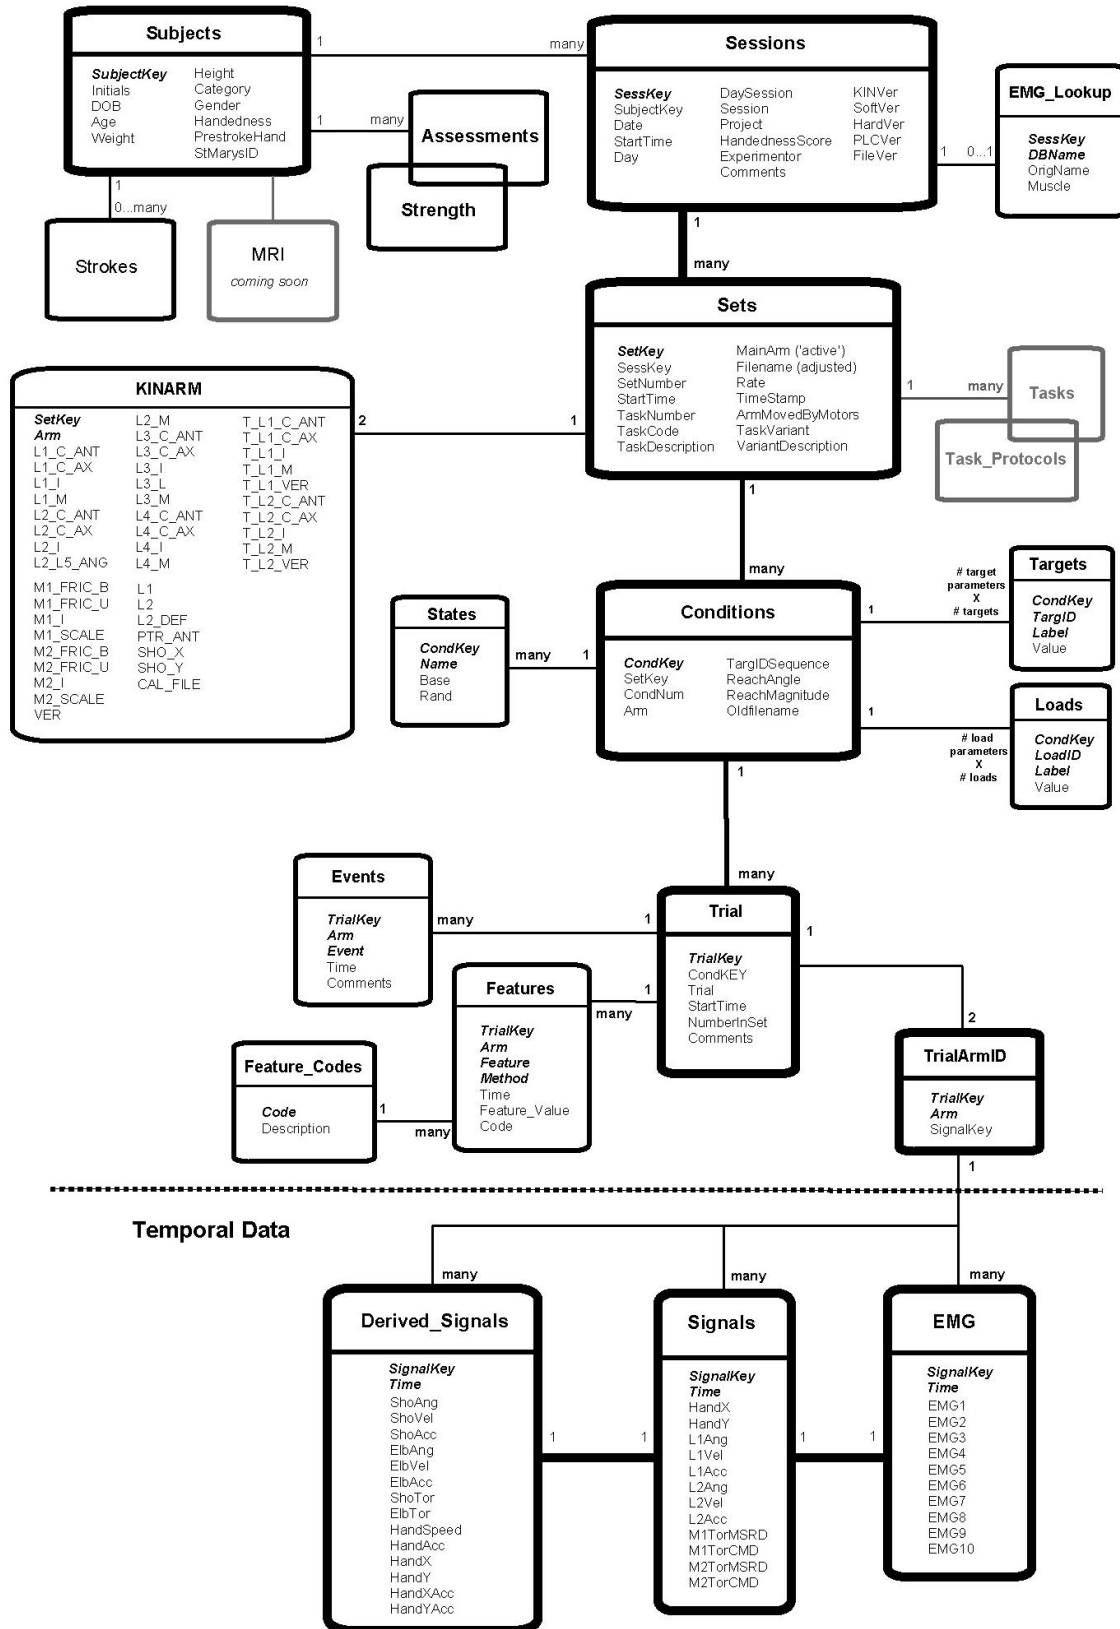 Subjects
SubjectKey
Initials
DOB
Age
Weight
Height
Category
Gender
Handedness
PrestrokeHand
StMarysID
1
many
Sessions
SessKey
SubjectKey
Date
StartTime
Day
DaySession
Session
Project
HandednessScore
Experimentor
Comments
KINVer
SoftVer
HardVer
PLCVer
FileVer
1
0...1
EMG_Lookup
SessKey
DBName
OrigName
Muscle
1
many
Assessments
Strength
1
0...many
Strokes
MRI
coming soon
1
many
Sets
SetKey
SessKey
SetNumber
StartTime
TaskNumber
TaskCode
TaskDescription
MainArm ('active')
Filename (adjusted)
Rate
TimeStamp
ArmMovedByMotors
TaskVariant
VariantDescription
1
many
Tasks
Task_Protocols
2
1
KINARM
SetKey
Arm
L1_C_ANT
L1_C_AX
L1_I
L1_M
L2_C_ANT
L2_C_AX
L2_I
L2_L5_ANG
L2_M
L3_C_ANT
L3_C_AX
L3_I
L3_L
L3_M
L4_C_ANT
L4_C_AX
L4_I
L4_M
T_L1_C_ANT
T_L1_C_AX
T_L1_I
T_L1_M
T_L1_VER
T_L2_C_ANT
T_L2_C_AX
T_L2_I
T_L2_M
T_L2_VER
M1_FRIC_B
M1_FRIC_U
M1_I
M1_SCALE
M2_FRIC_B
M2_FRIC_U
M2_I
M2_SCALE
VER
L1
L2
L2_DEF
PTR_ANT
SHO_X
SHO_Y
CAL_FILE
1
many
Conditions
CondKey
SetKey
CondNum
Arm
TargIDSequence
ReachAngle
ReachMagnitude
Oldfilename
many
1
States
CondKey
Name
Base
Rand
1
# target
parameters
X
# targets
Targets
CondKey
TargID
Label
Value
1
# load
parameters
X
# loads
Loads
CondKey
LoadID
Label
Value
1
many
Trial
TrialKey
CondKEY
Trial
StartTime
NumberInSet
Comments
many
1
Events
TrialKey
Arm
Event
Time
Comments
1
many
Features
TrialKey
Arm
Feature
Method
Time
Feature_Value
Code
1
many
Feature_Codes
Code
Description
1
2
TrialArmID
TrialKey
Arm
SignalKey
1
Temporal Data
many
many
many
Derived_Signals
SignalKey
Time
ShoAng
ShoVel
ShoAcc
ElbAng
ElbVel
ElbAcc
ShoTor
ElbTor
HandSpeed
HandAcc
HandX
HandY
HandXAcc
HandYAcc
1
1
Signals
SignalKey
Time
HandX
HandY
L1Ang
L1Vel
L1Acc
L2Ang
L2Vel
L2Acc
M1TorMSRD
M1TorCMD
M2TorMSRD
M2TorCMD
1
1
EMG
SignalKey
Time
EMG1
EMG2
EMG3
EMG4
EMG5
EMG6
EMG7
EMG8
EMG9
EMG10